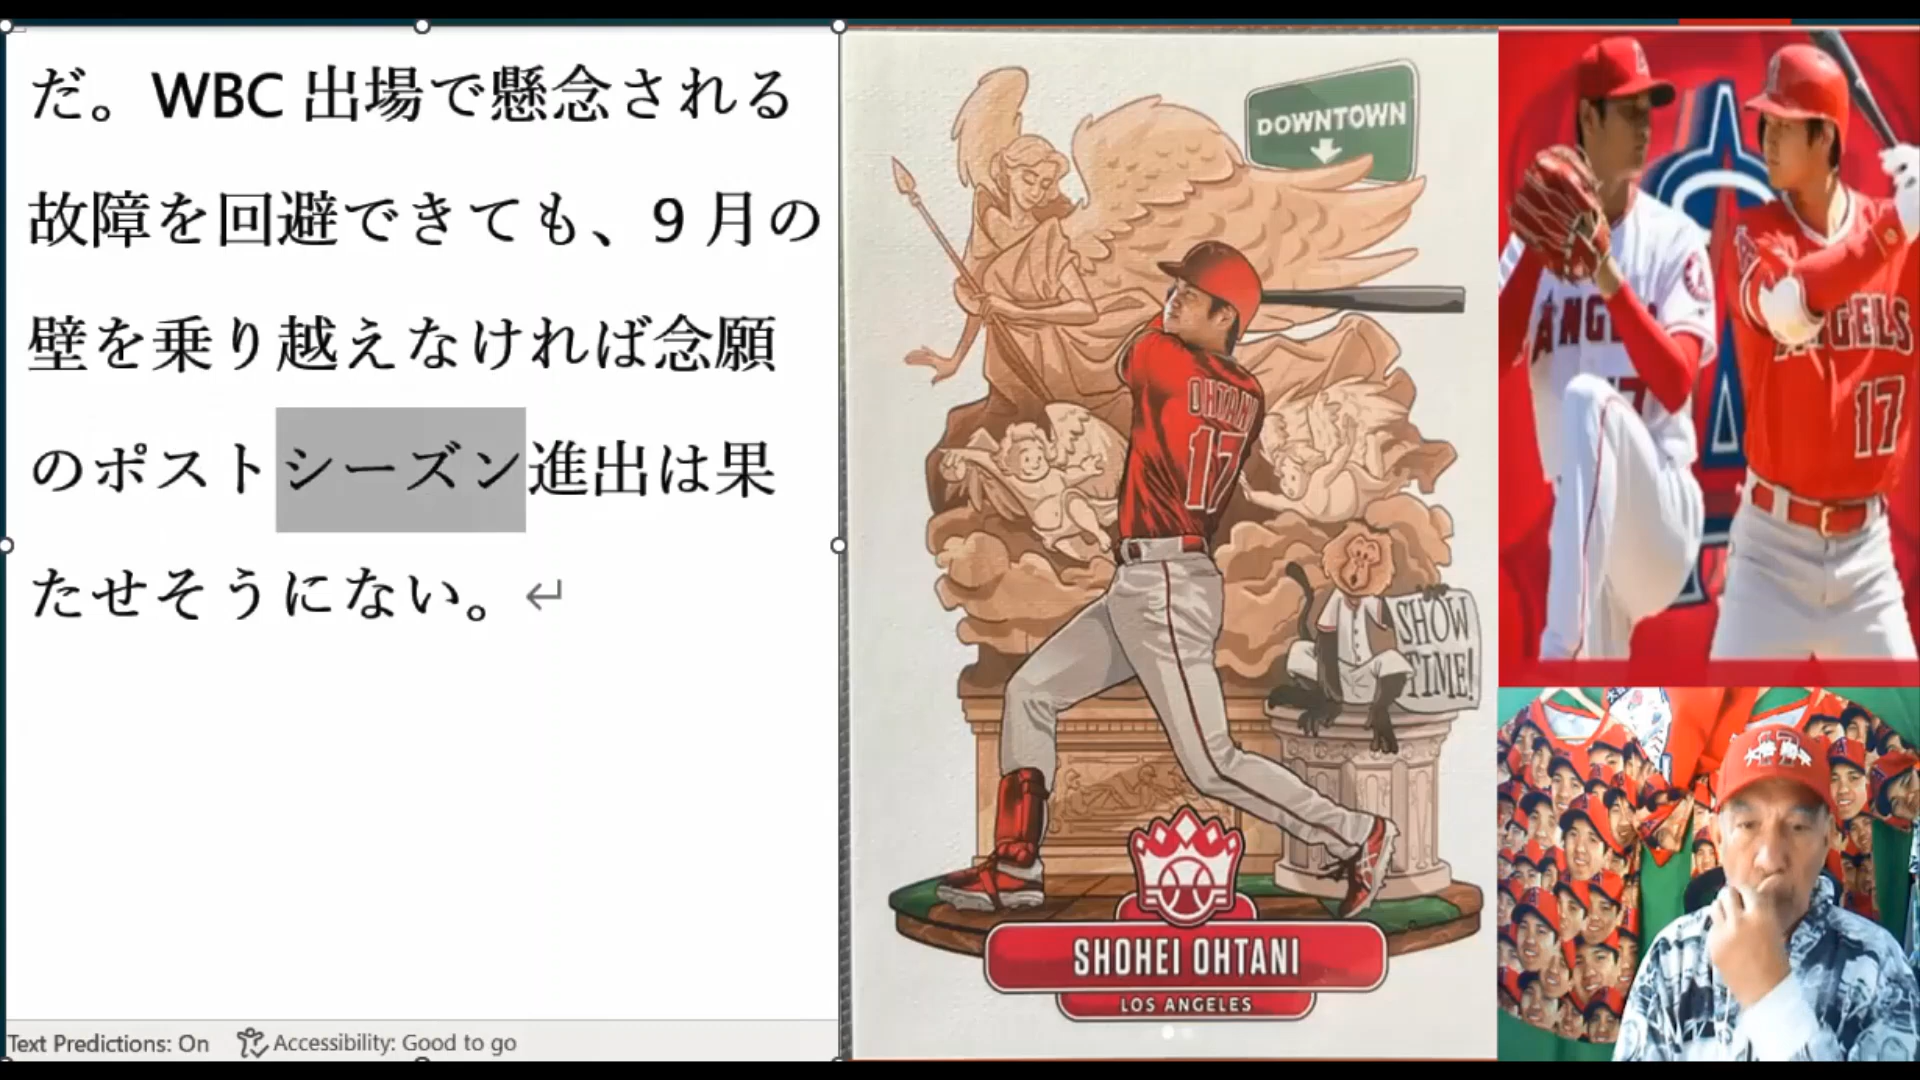 だ。WBC 出場で懸念される
故障を回避できても、9 月の
壁を乗り越えなければ念願
のポストシーズン進出は果
たせそうにない。↵
Text Predictions: On
Accessibility: Good to go
DOWNTOWN
OHTANI
17
SHOW
TIME!
SHOHEI OHTANI
LOS ANGELES
ANGELS
17
17